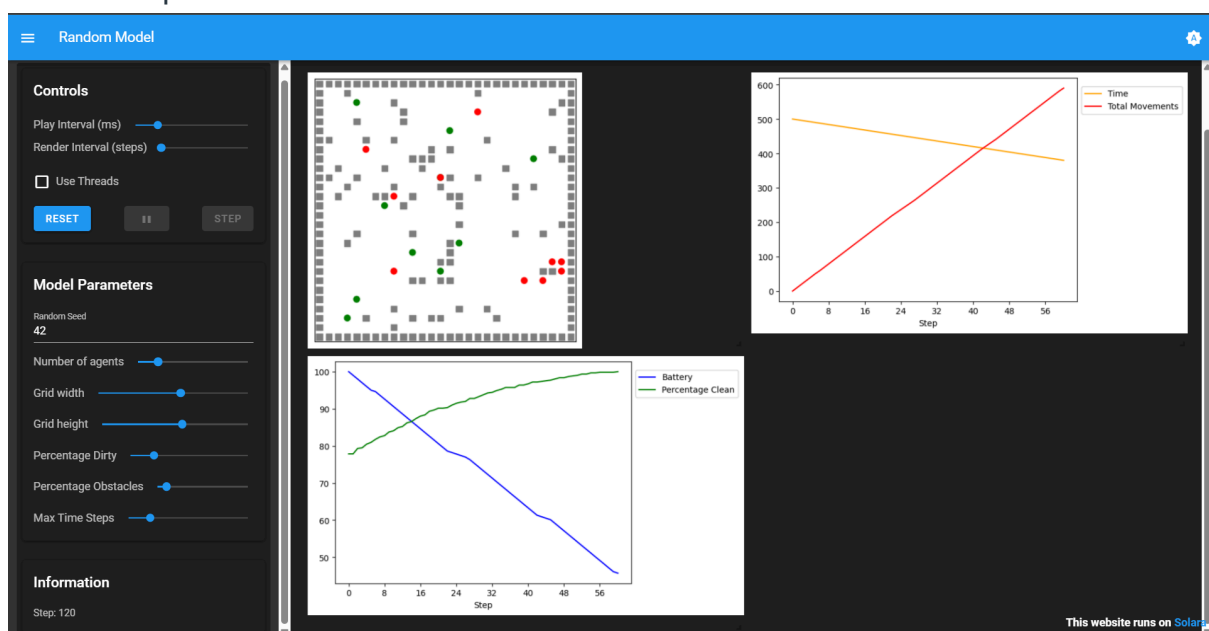 Random Model
A
Controls
Play Interval (ms)
Render Interval (steps)
Use Threads
RESET
STEP
Model Parameters
Random Seed
42
Number of agents
Grid width
Grid height
Percentage Dirty
Percentage Obstacles
Max Time Steps
Information
Step: 120
600
500
400
300
200
100
0
0 8 16 24 32 40 48 56
Step
Time
Total Movements
100
90
80
70
60
50
0 8 16 24 32 40 48 56
Step
Battery
Percentage Clean
This website runs on Solara